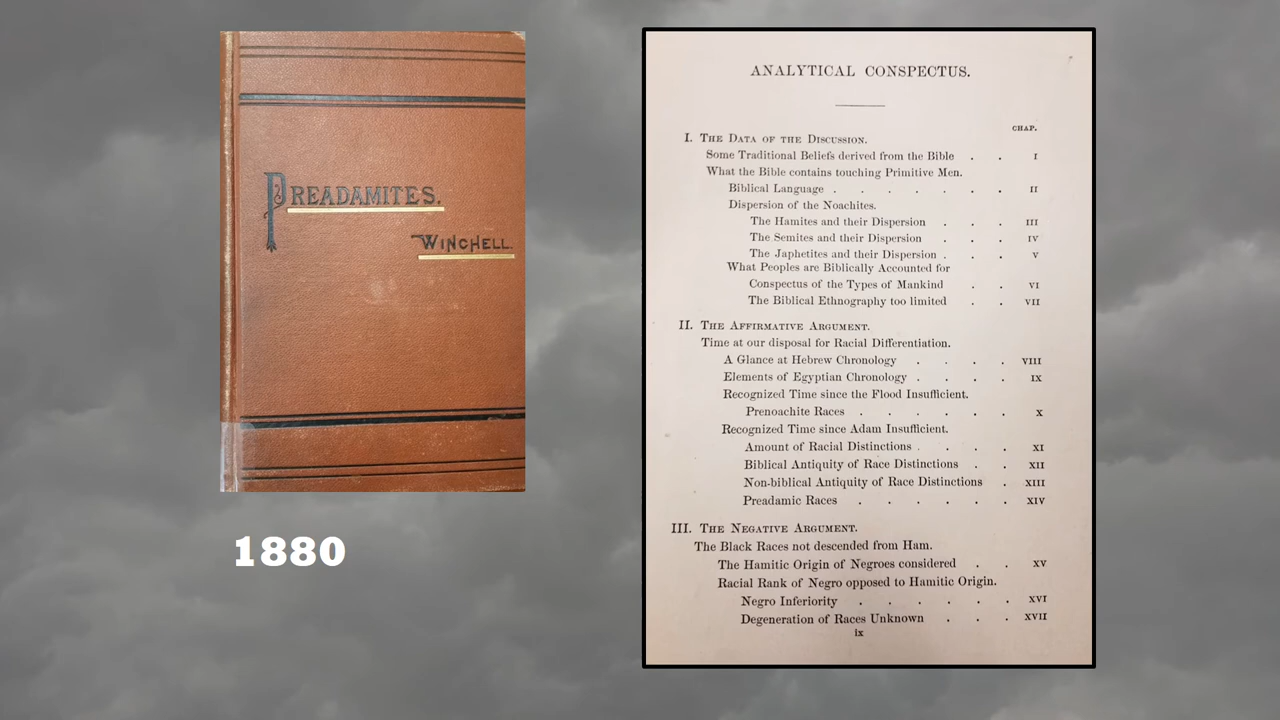 PREADAMITES.
WINCHELL.
1880
ANALYTICAL CONSPECTUS.
CHAP.
I. THE DATA OF THE DISCUSSION.
Some Traditional Beliefs derived from the Bible . . I
What the Bible contains touching Primitive Men.
Biblical Language . . . . . . II
Dispersion of the Noachites.
The Hamites and their Dispersion . . . III
The Semites and their Dispersion . . . IV
The Japhetites and their Dispersion . . . V
What Peoples are Biblically Accounted for
Conspectus of the Types of Mankind . . VI
The Biblical Ethnography too limited . . VII
II. THE AFFIRMATIVE ARGUMENT.
Time at our disposal for Racial Differentiation.
A Glance at Hebrew Chronology . . . . VIII
Elements of Egyptian Chronology . . . . IX
Recognized Time since the Flood Insufficient.
Prenoachite Races . . . . . . X
Recognized Time since Adam Insufficient.
Amount of Racial Distinctions . . . . XI
Biblical Antiquity of Race Distinctions . . XII
Non-biblical Antiquity of Race Distinctions . XIII
Preadamic Races . . . . . . XIV
III. THE NEGATIVE ARGUMENT.
The Black Races not descended from Ham.
The Hamitic Origin of Negroes considered . . XV
Racial Rank of Negro opposed to Hamitic Origin.
Negro Inferiority . . . . . . XVI
Degeneration of Races Unknown . . . XVII
ix